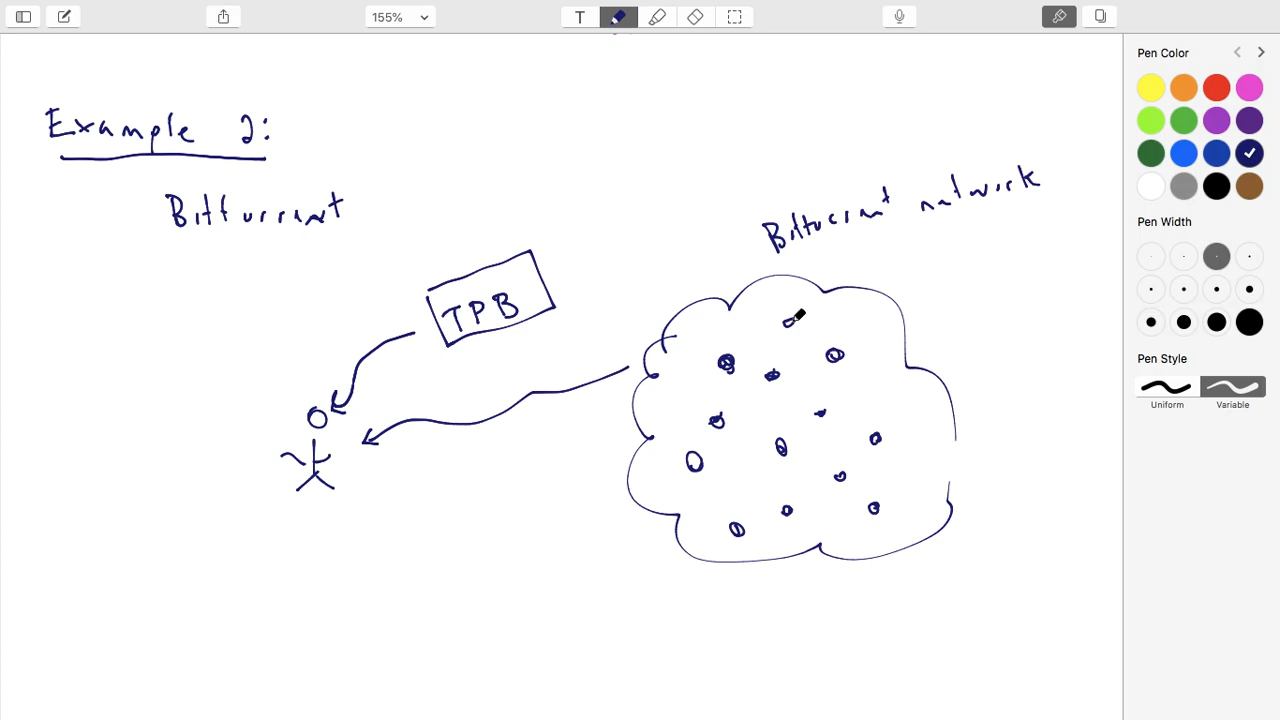 155%
T
Pen Color
Example 2:
Bittorrent
Bittorrent network
TPB
Pen Width
Pen Style
Uniform Variable